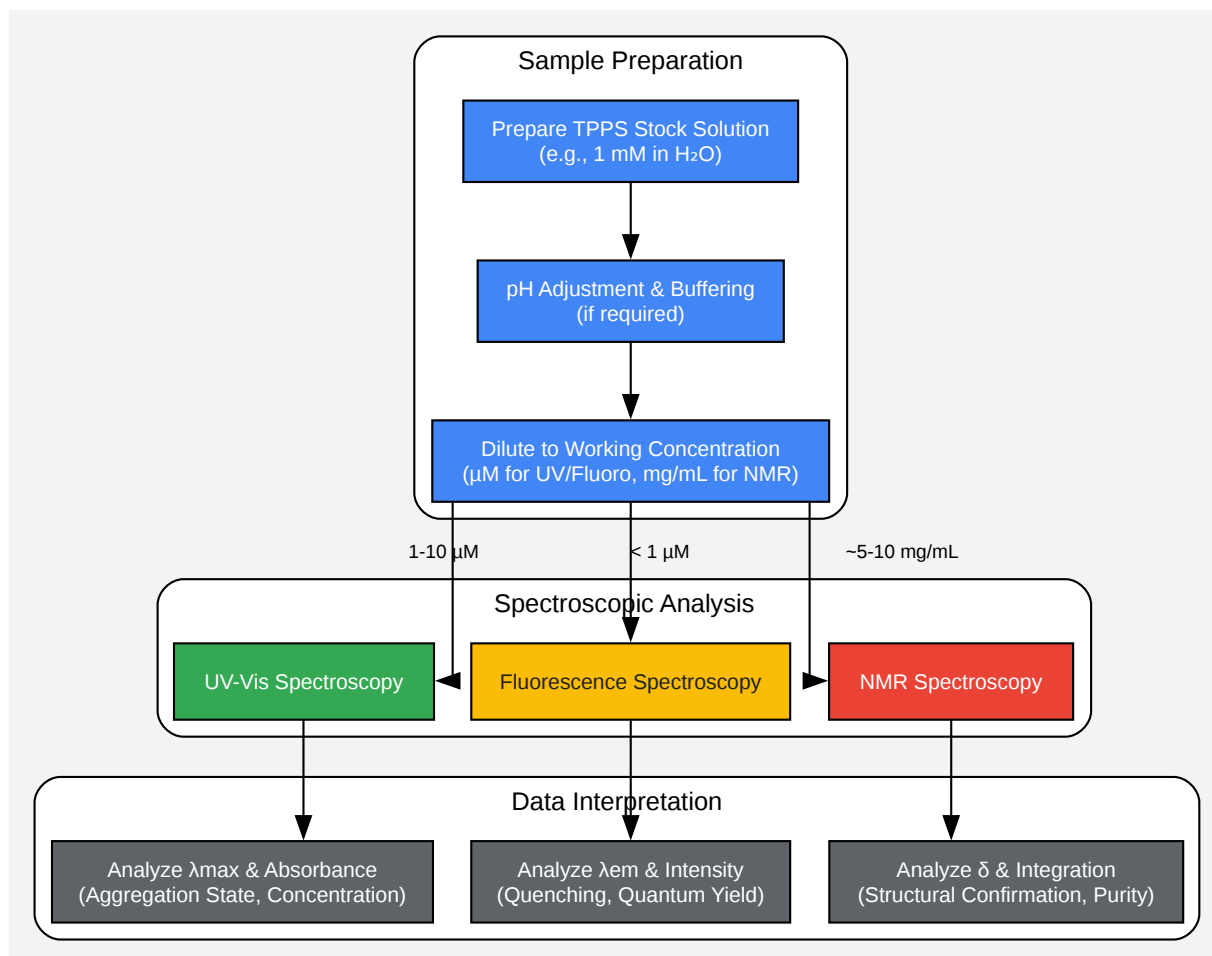 Sample Preparation
Prepare TPPS Stock Solution
(e.g., 1 mM in H₂O)
pH Adjustment & Buffering
(if required)
Dilute to Working Concentration
(µM for UV/Fluoro, mg/mL for NMR)
1-10 µM
< 1 µM
~5-10 mg/mL
Spectroscopic Analysis
UV-Vis Spectroscopy
Fluorescence Spectroscopy
NMR Spectroscopy
Data Interpretation
Analyze λmax & Absorbance
(Aggregation State, Concentration)
Analyze λem & Intensity
(Quenching, Quantum Yield)
Analyze δ & Integration
(Structural Confirmation, Purity)